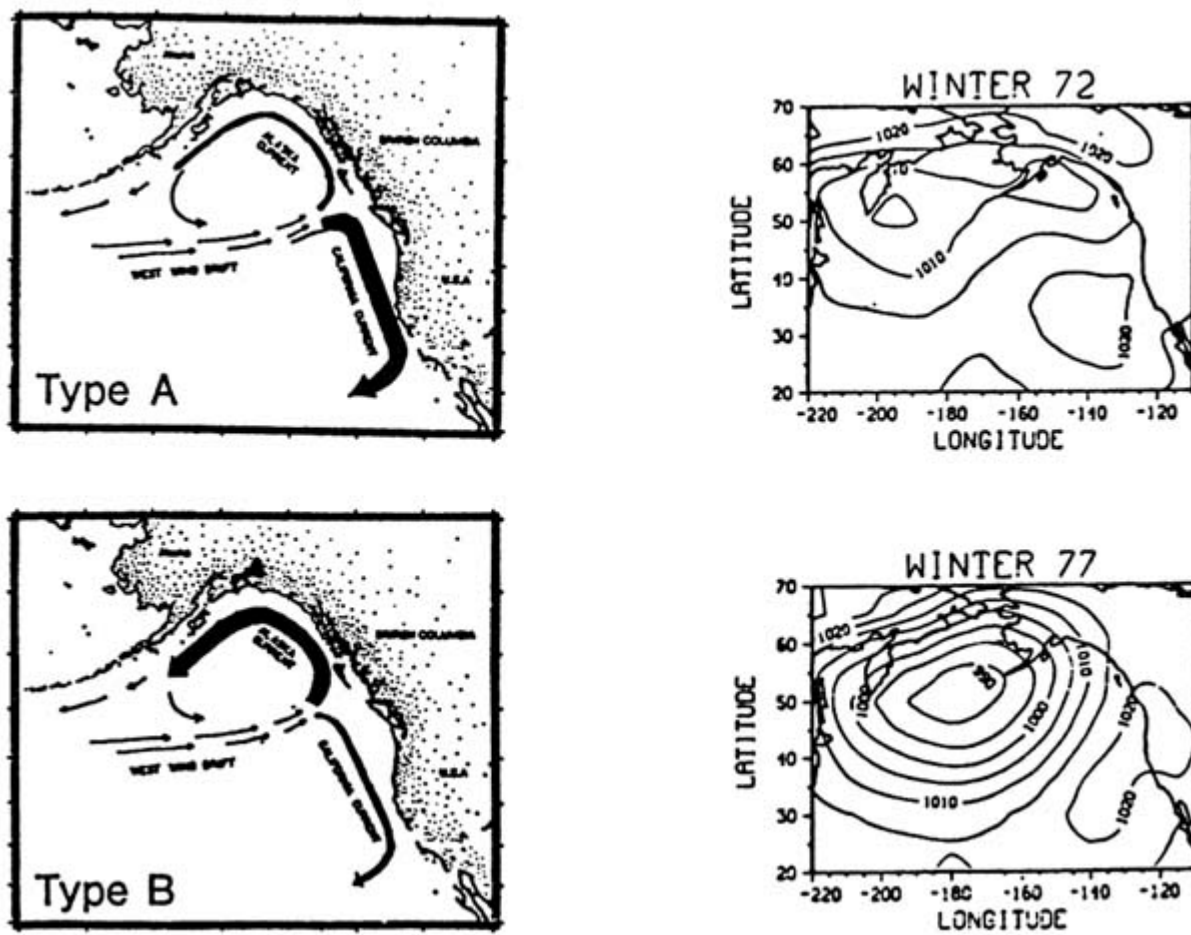 Alaska
ALASKA
CURRENT
BRITISH COLUMBIA
WEST WIND DRIFT
U.S.A
CALIFORNIA CURRENT
Type A
WINTER 72
70
60
50
40
30
20
LATITUDE
1020
1020
1010
1020
-220 -200 -180 -160 -140 -120
LONGITUDE
ALASKA
CURRENT
BRITISH COLUMBIA
WEST WIND DRIFT
U.S.A
CALIFORNIA CURRENT
Type B
WINTER 77
70
60
50
40
30
20
LATITUDE
1020
1000
1000
1010
1010
1020
1020
-220 -200 -180 -160 -140 -120
LONGITUDE